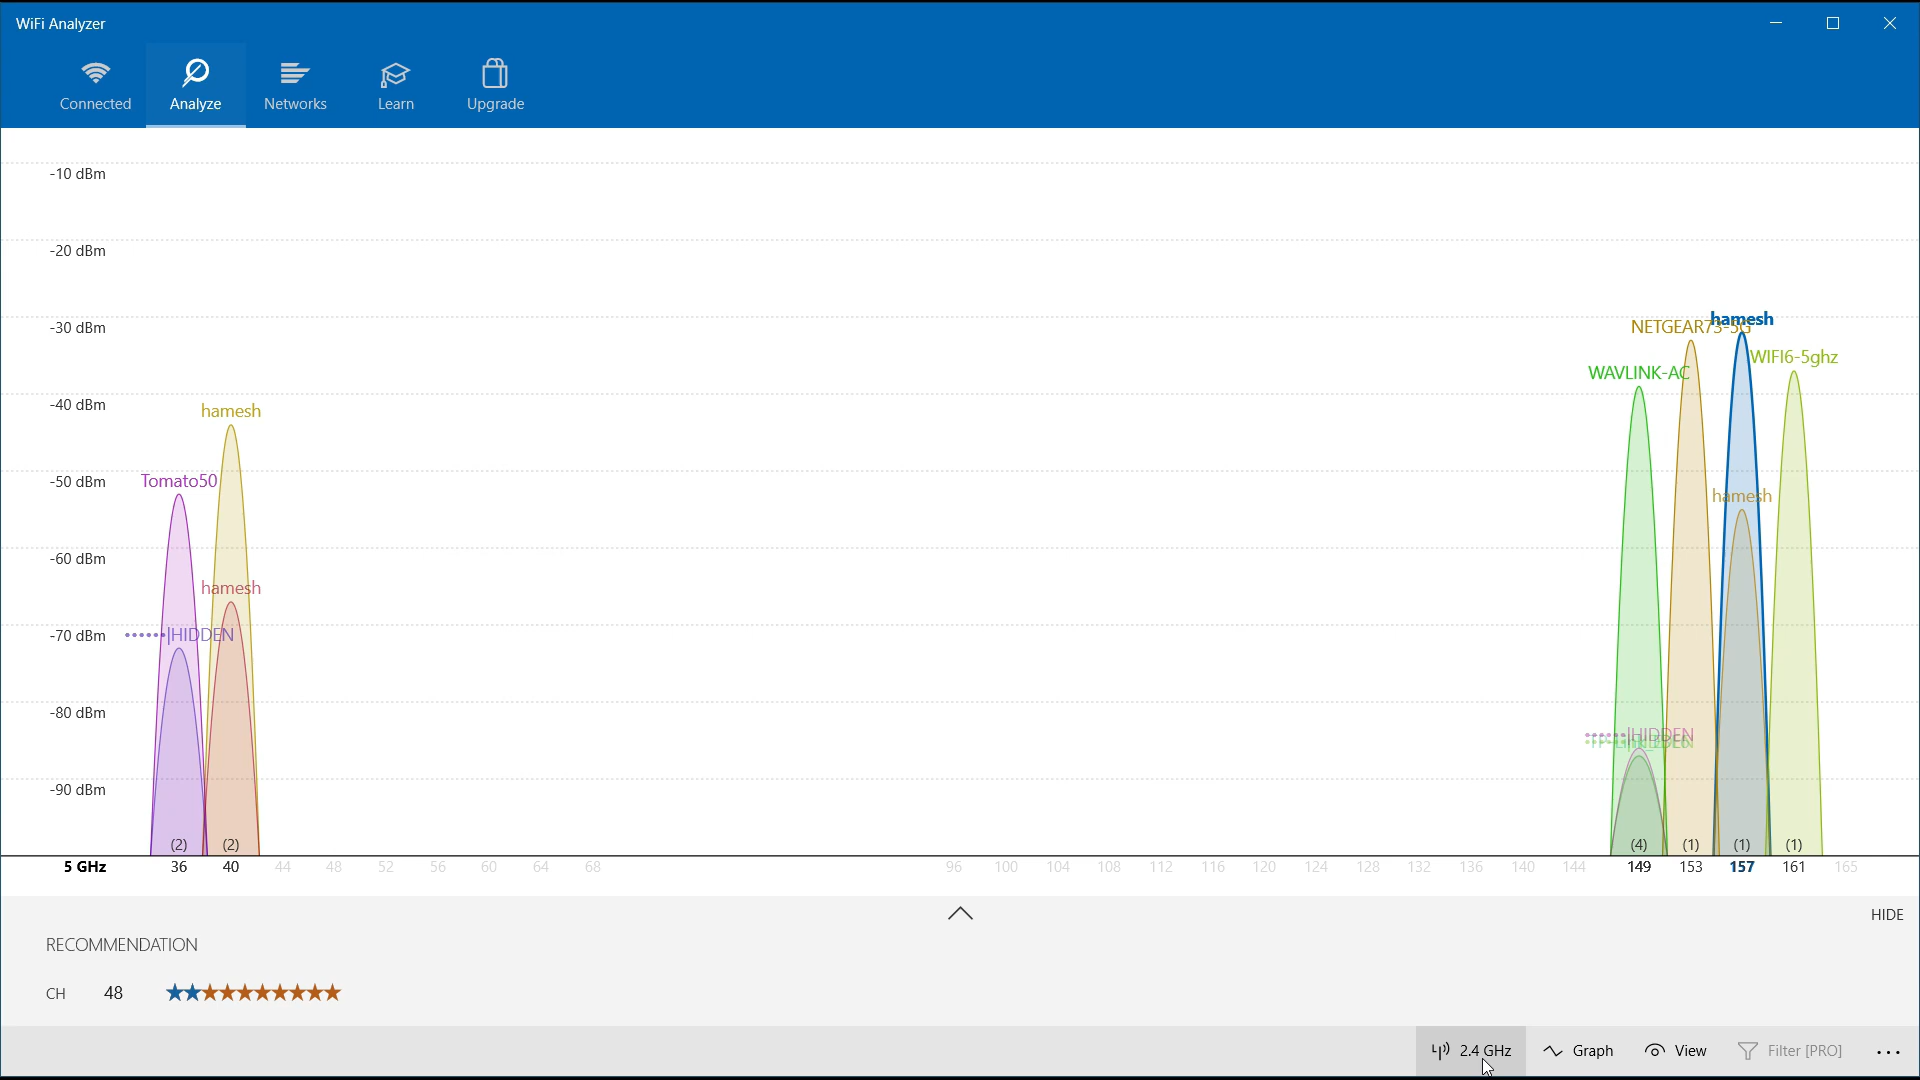 WiFi Analyzer
Connected
Analyze
Networks
Learn
Upgrade
-10 dBm
-20 dBm
-30 dBm
-40 dBm
-50 dBm
-60 dBm
-70 dBm
-80 dBm
-90 dBm
hamesh
NETGEAR73-5G
WIFI6-5ghz
WAVLINK-AC
hamesh
Tomato50
hamesh
hamesh
|HIDDEN
|HIDDEN
(2) (2) (4) (1) (1) (1)
5 GHz 36 40 44 48 52 56 60 64 68 96 100 104 108 112 116 120 124 128 132 136 140 144 149 153 157 161 165
HIDE
RECOMMENDATION
CH 48
2.4 GHz
Graph
View
Filter [PRO]